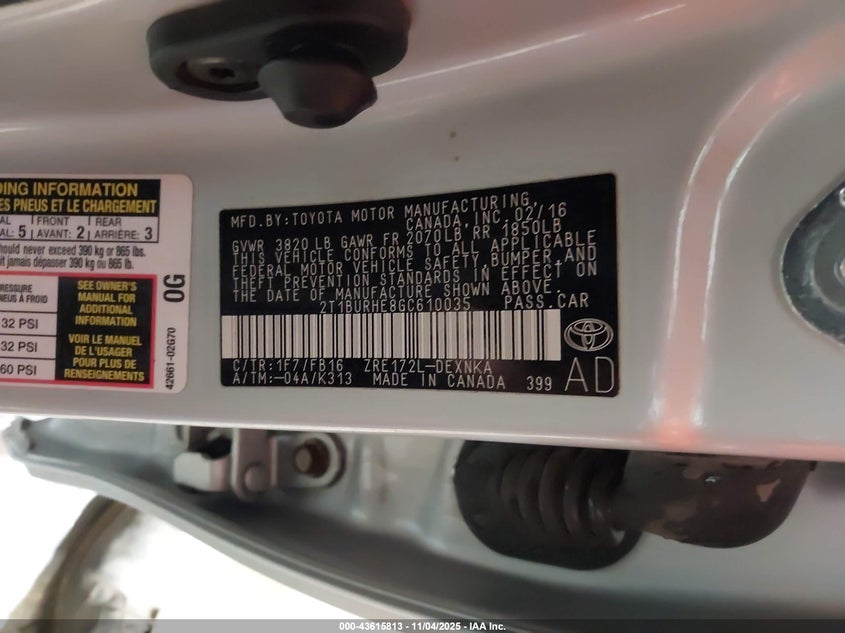 DING INFORMATION
ES PNEUS ET LE CHARGEMENT
AL FRONT REAR
AL: 5 AVANT: 2 ARRIÈRE: 3
hould never exceed 390 kg or 865 lbs.
it jamais dépasser 390 kg ou 865 lb.
RESSURE
NEUS À FROID
32 PSI
32 PSI
60 PSI
SEE OWNER'S
MANUAL FOR
ADDITIONAL
INFORMATION
VOIR LE MANUEL
DE L'USAGER
POUR PLUS DE
RENSEIGNEMENTS
0G
42661-02G70
MFD.BY:TOYOTA MOTOR MANUFACTURING,
CANADA, INC. 02/16
GVWR 3820 LB GAWR FR 2070LB RR 1850LB
THIS VEHICLE CONFORMS TO ALL APPLICABLE
FEDERAL MOTOR VEHICLE SAFETY, BUMPER, AND
THEFT PREVENTION STANDARDS IN EFFECT ON
THE DATE OF MANUFACTURE SHOWN ABOVE.
2T1BURHE8GC610035 PASS.CAR
C/TR:1F7/FB16 ZRE172L-DEXNKA
A/TM:-04A/K313 MADE IN CANADA 399
AD
000-43615813 - 11/04/2025 - IAA Inc.